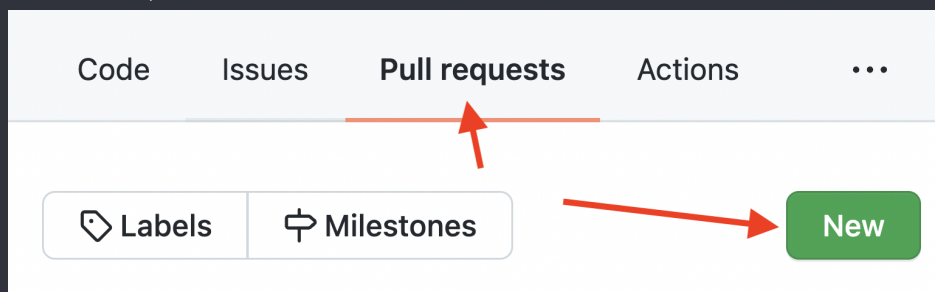 Code Issues Pull requests Actions ...
Labels Milestones New